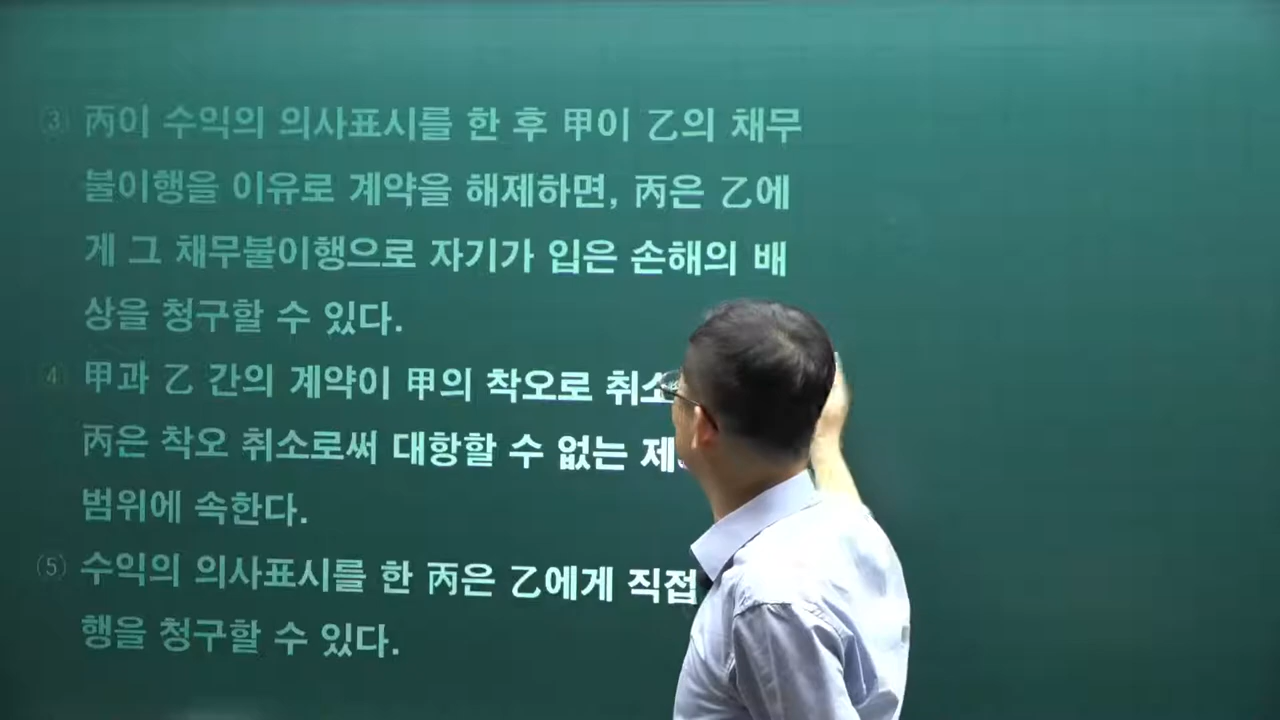 ③ 丙이 수익의 의사표시를 한 후 甲이 乙의 채무
불이행을 이유로 계약을 해제하면, 丙은 乙에
게 그 채무불이행으로 자기가 입은 손해의 배
상을 청구할 수 있다.
④ 甲과 乙 간의 계약이 甲의 착오로
丙은 착오 취소로써 대항할 수 없는
범위에 속한다.
⑤ 수익의 의사표시를 한 丙은 乙에게 직접
행을 청구할 수 있다.